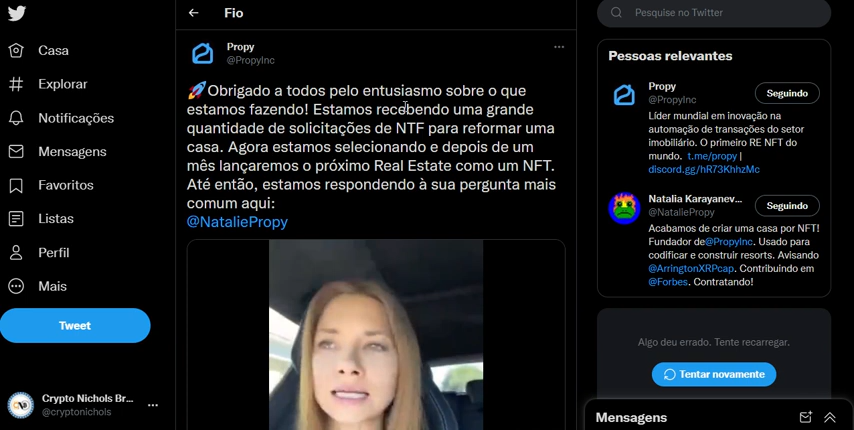 Casa
Explorar
Notificações
Mensagens
Favoritos
Listas
Perfil
Mais
Tweet
Crypto Nichols Br...
@cryptonichols
Fio
Propy
@PropyInc
🚀Obrigado a todos pelo entusiasmo sobre o que
estamos fazendo! Estamos recebendo uma grande
quantidade de solicitações de NTF para reformar uma
casa. Agora estamos selecionando e depois de um
mês lançaremos o próximo Real Estate como um NFT.
Até então, estamos respondendo à sua pergunta mais
comum aqui:
@NataliePropy
Pesquise no Twitter
Pessoas relevantes
Propy
@PropyInc
Seguindo
Líder mundial em inovação na
automação de transações do setor
imobiliário. O primeiro RE NFT do
mundo. t.me/propy |
discord.gg/hR73KhhzMc
Natalia Karayanev...
@NataliePropy
Seguindo
Acabamos de criar uma casa por NFT!
Fundador de@PropyInc. Usado para
codificar e construir resorts. Avisando
@ArringtonXRPcap. Contribuindo em
@Forbes. Contratando!
Algo deu errado. Tente recarregar.
Tentar novamente
Mensagens